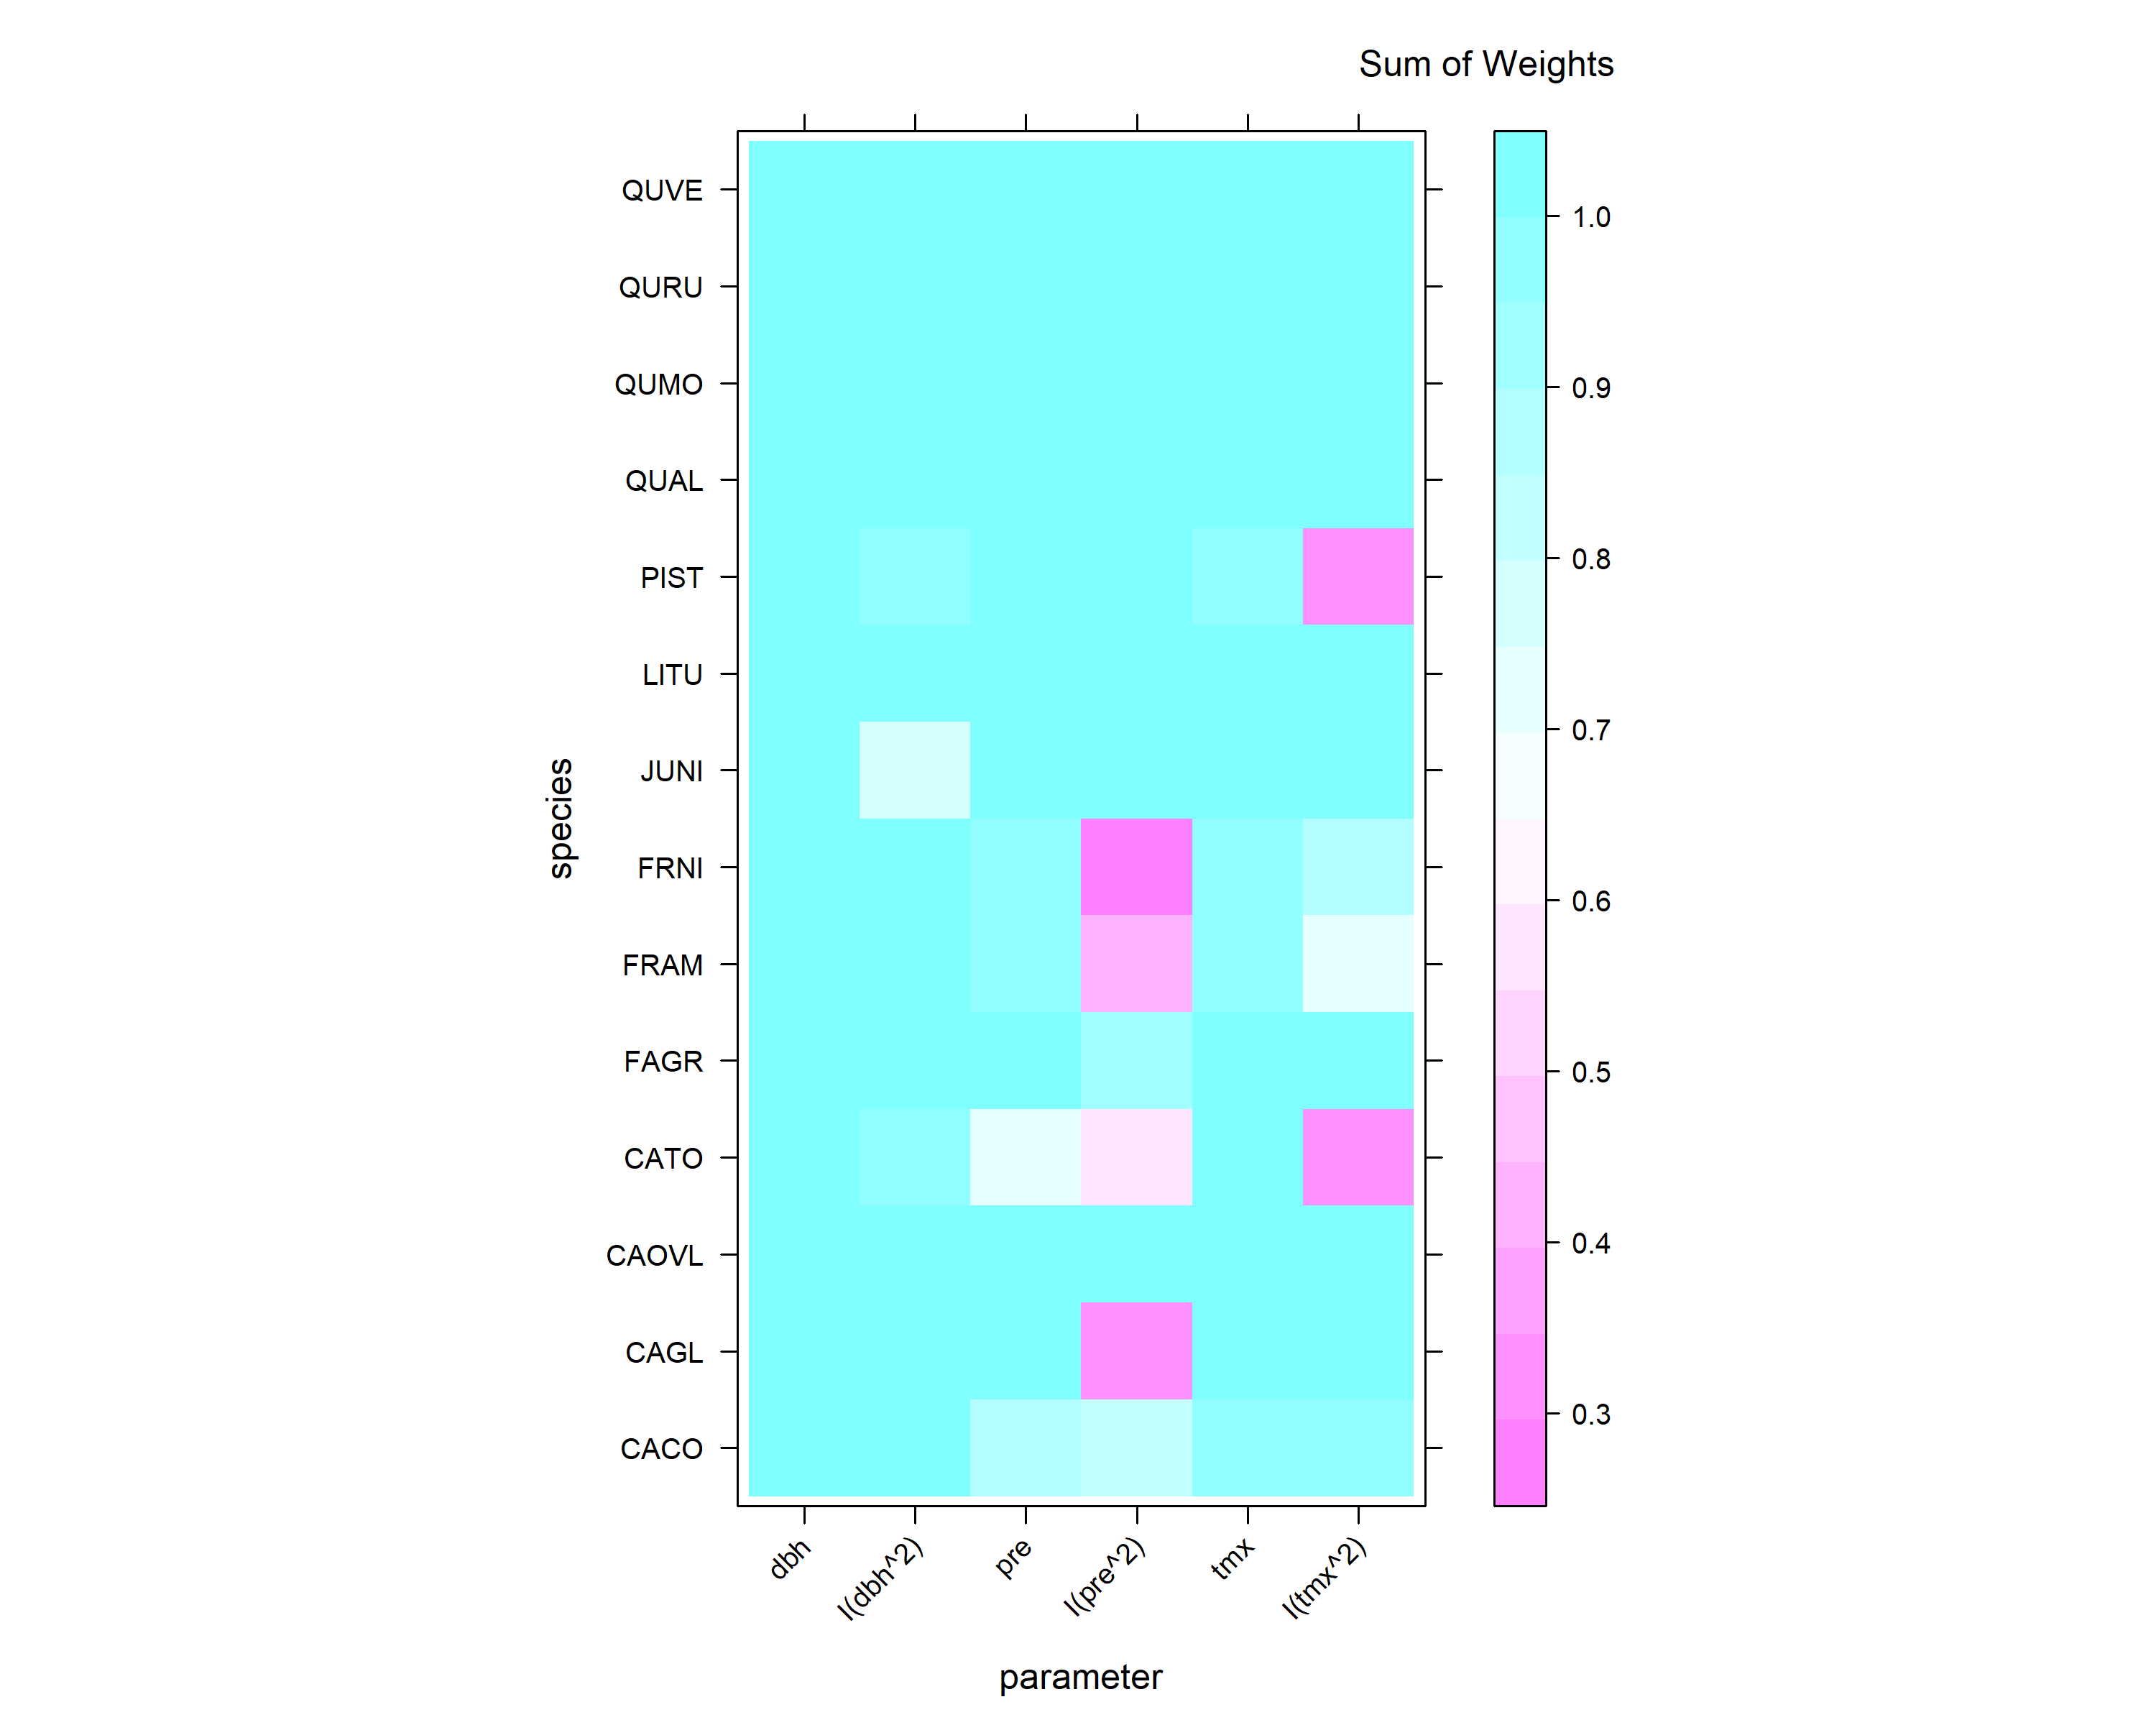 Sum of Weights
QUVE
QURU
QUMO
QUAL
PIST
LITU
JUNI
FRNI
FRAM
FAGR
CATO
CAOVL
CAGL
CACO
species
dbh
I(dbh^2)
pre
I(pre^2)
tmx
I(tmx^2)
parameter
1.0
0.9
0.8
0.7
0.6
0.5
0.4
0.3